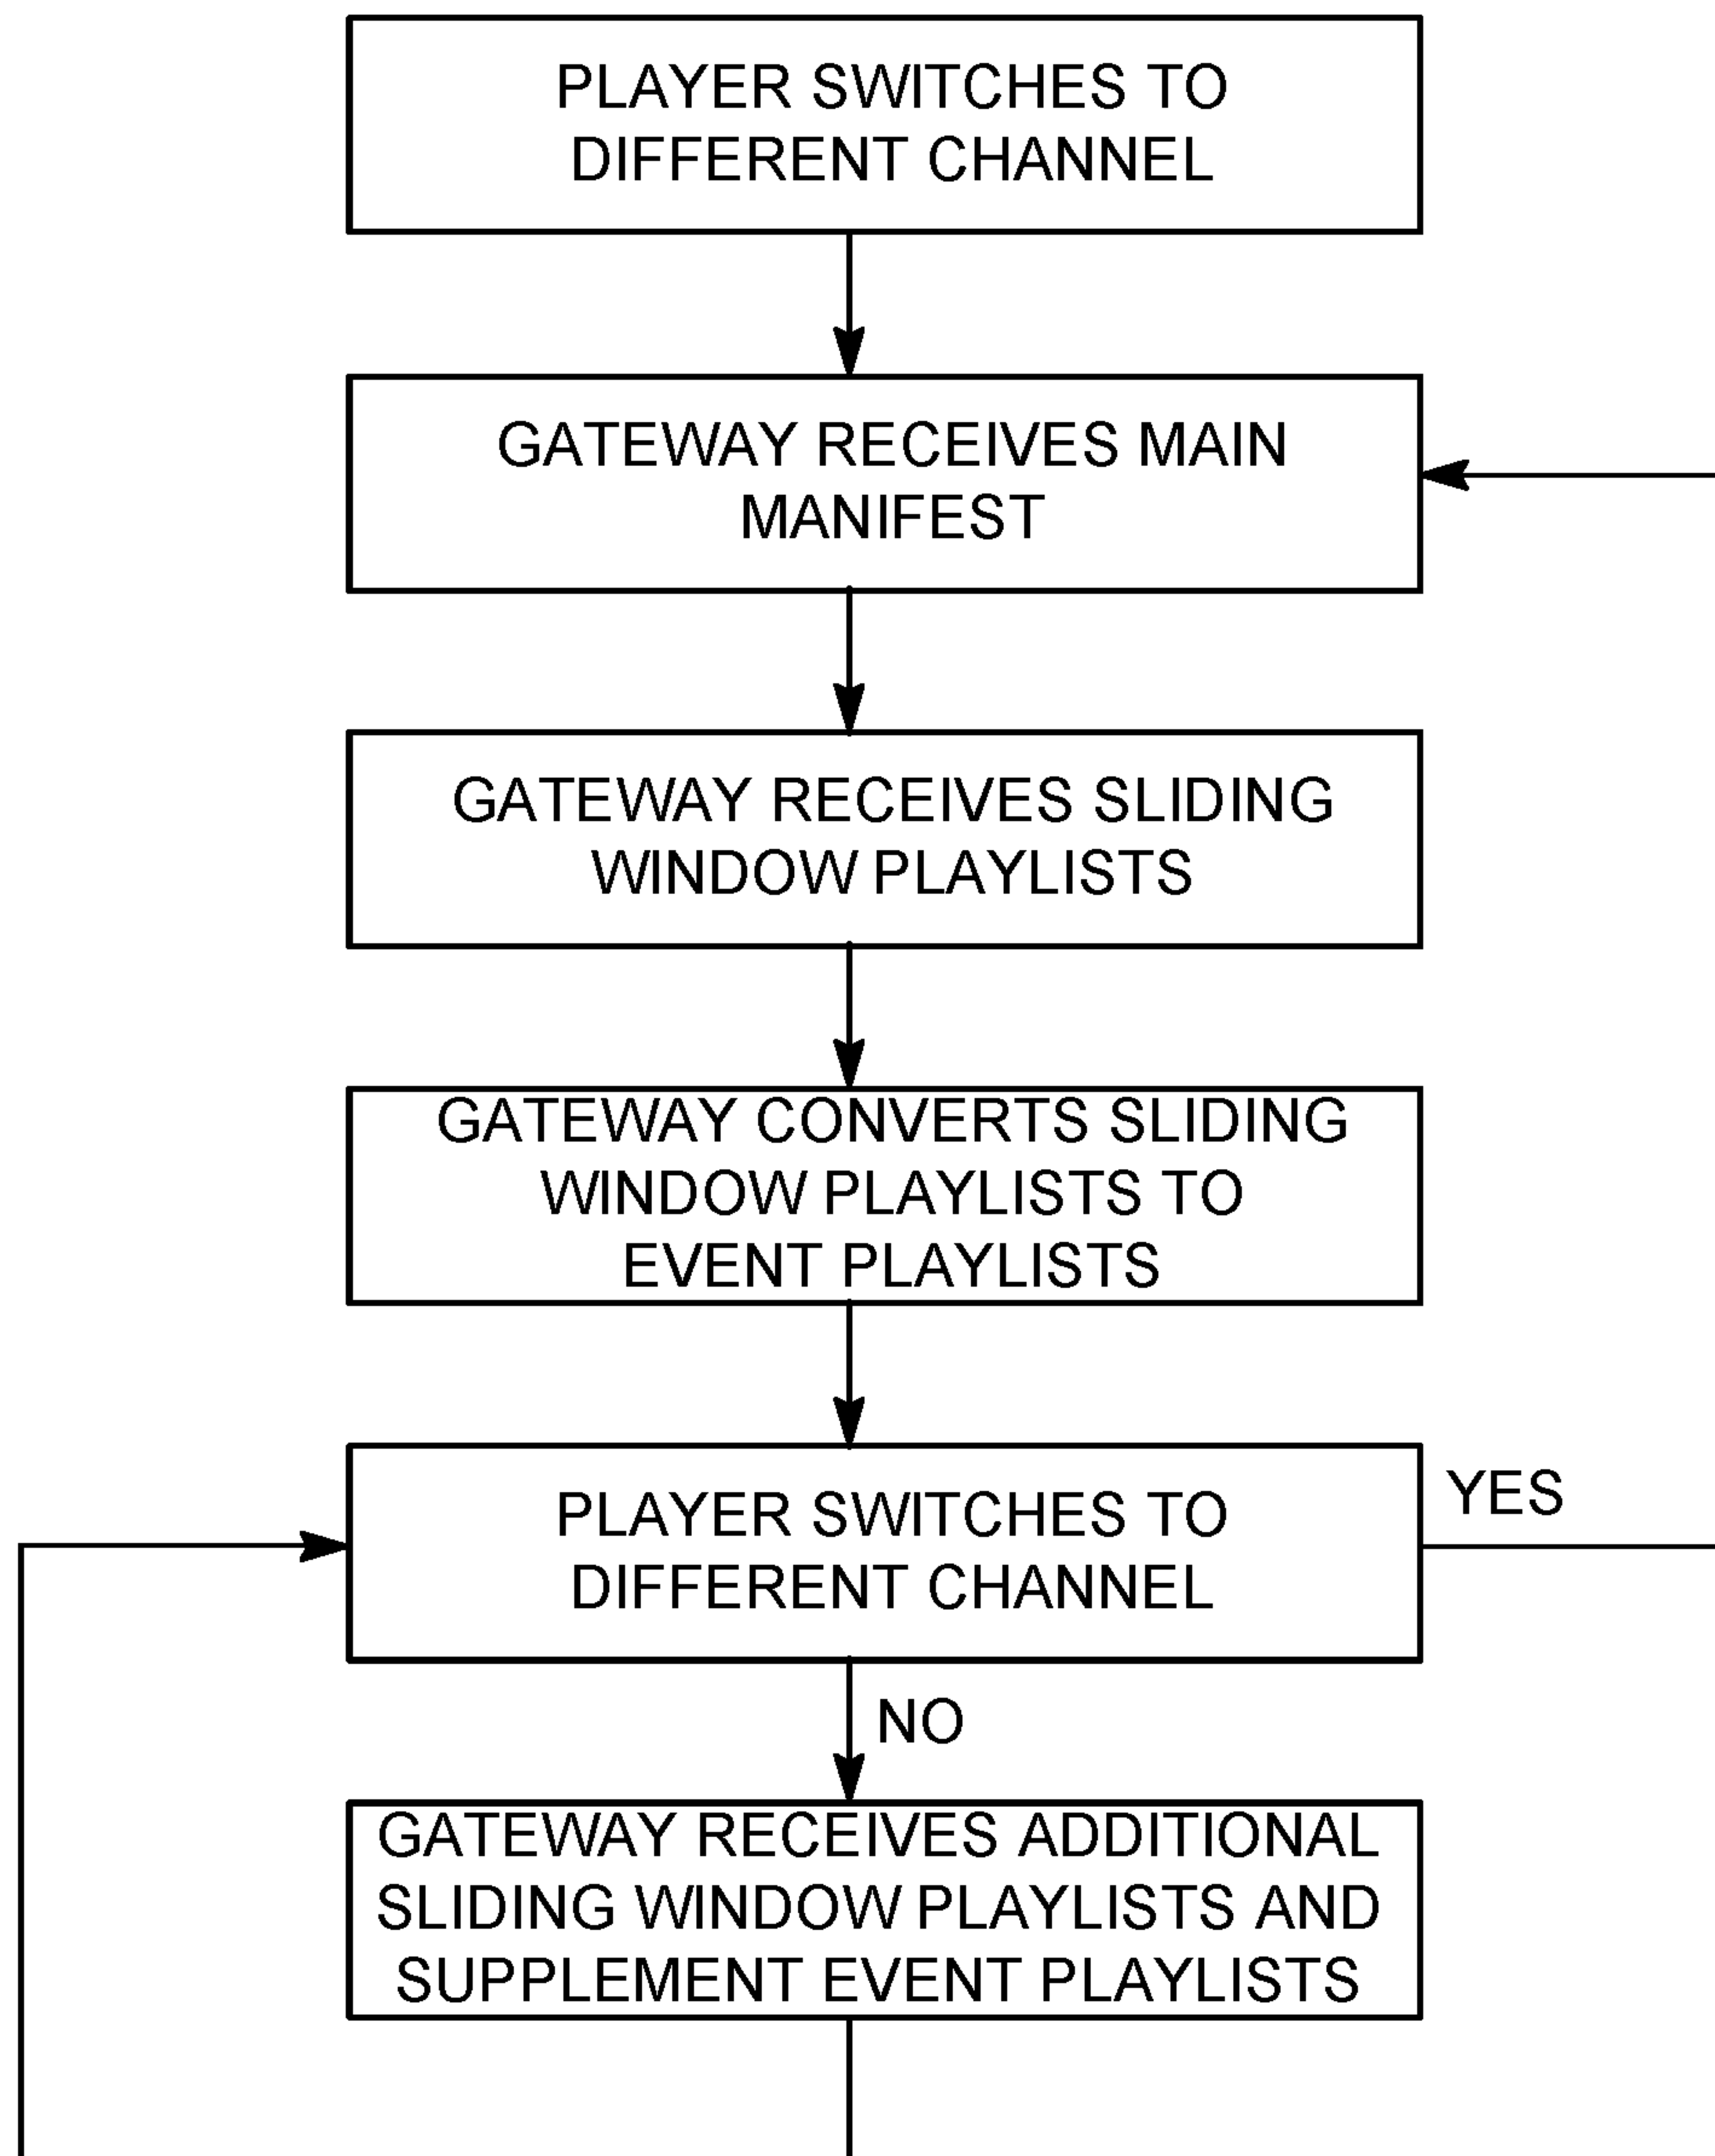 PLAYER SWITCHES TO
DIFFERENT CHANNEL
GATEWAY RECEIVES MAIN
MANIFEST
GATEWAY RECEIVES SLIDING
WINDOW PLAYLISTS
GATEWAY CONVERTS SLIDING
WINDOW PLAYLISTS TO
EVENT PLAYLISTS
PLAYER SWITCHES TO
DIFFERENT CHANNEL
YES
NO
GATEWAY RECEIVES ADDITIONAL
SLIDING WINDOW PLAYLISTS AND
SUPPLEMENT EVENT PLAYLISTS